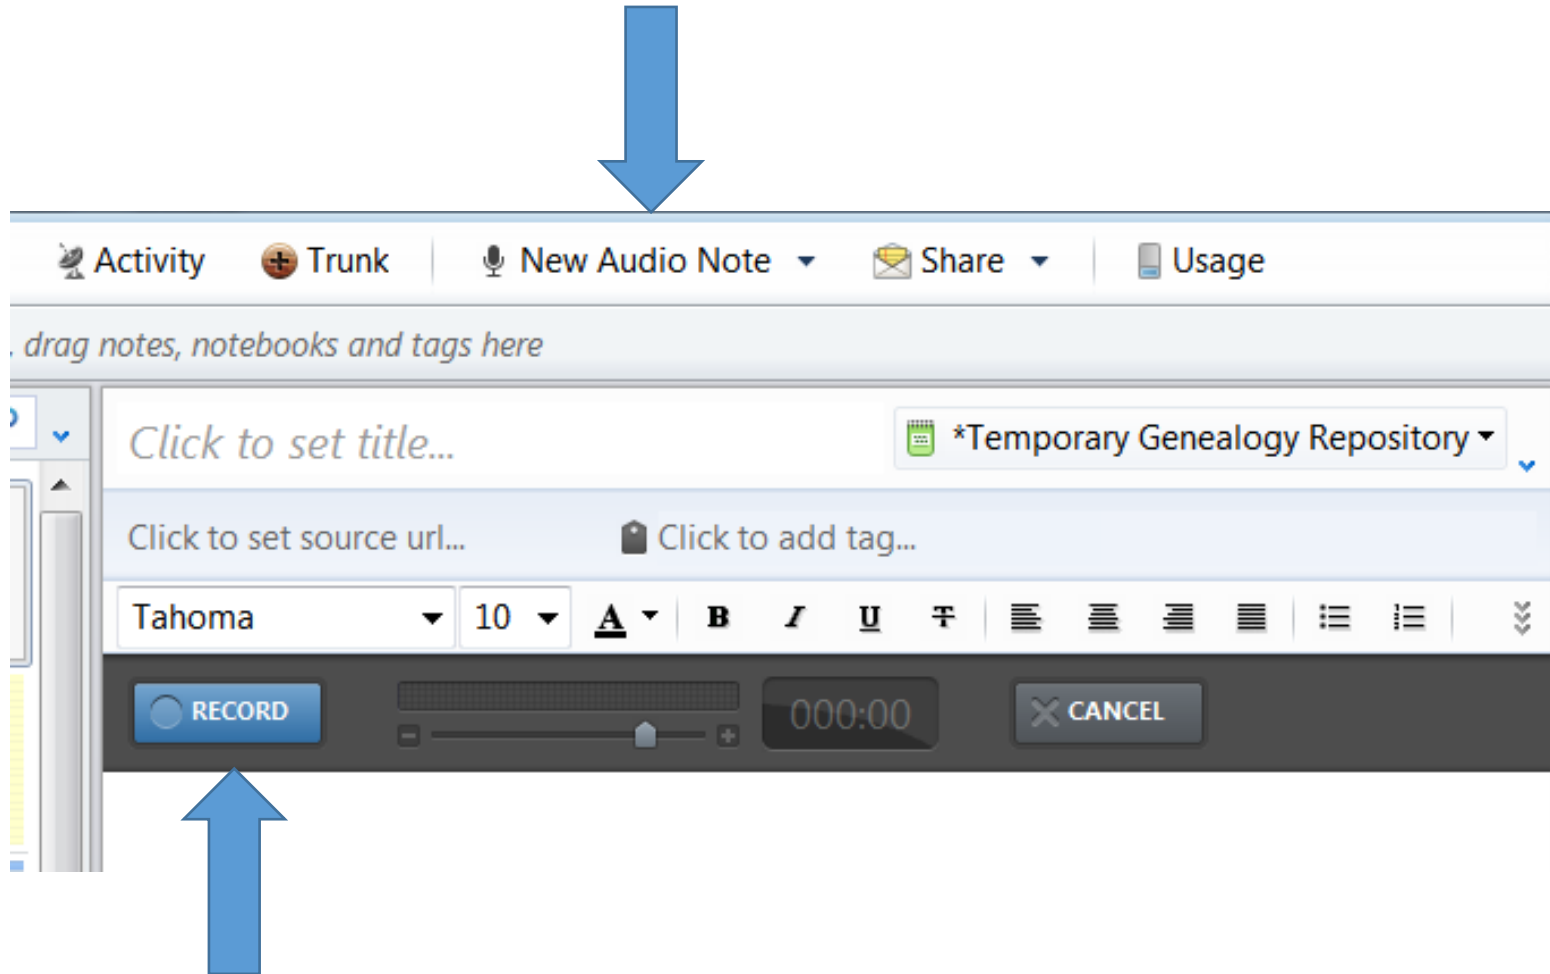 Activity Trunk New Audio Note Share Usage
drag notes, notebooks and tags here
Click to set title... *Temporary Genealogy Repository
Click to set source url... Click to add tag...
Tahoma 10 A B I U T
RECORD 000:00 CANCEL